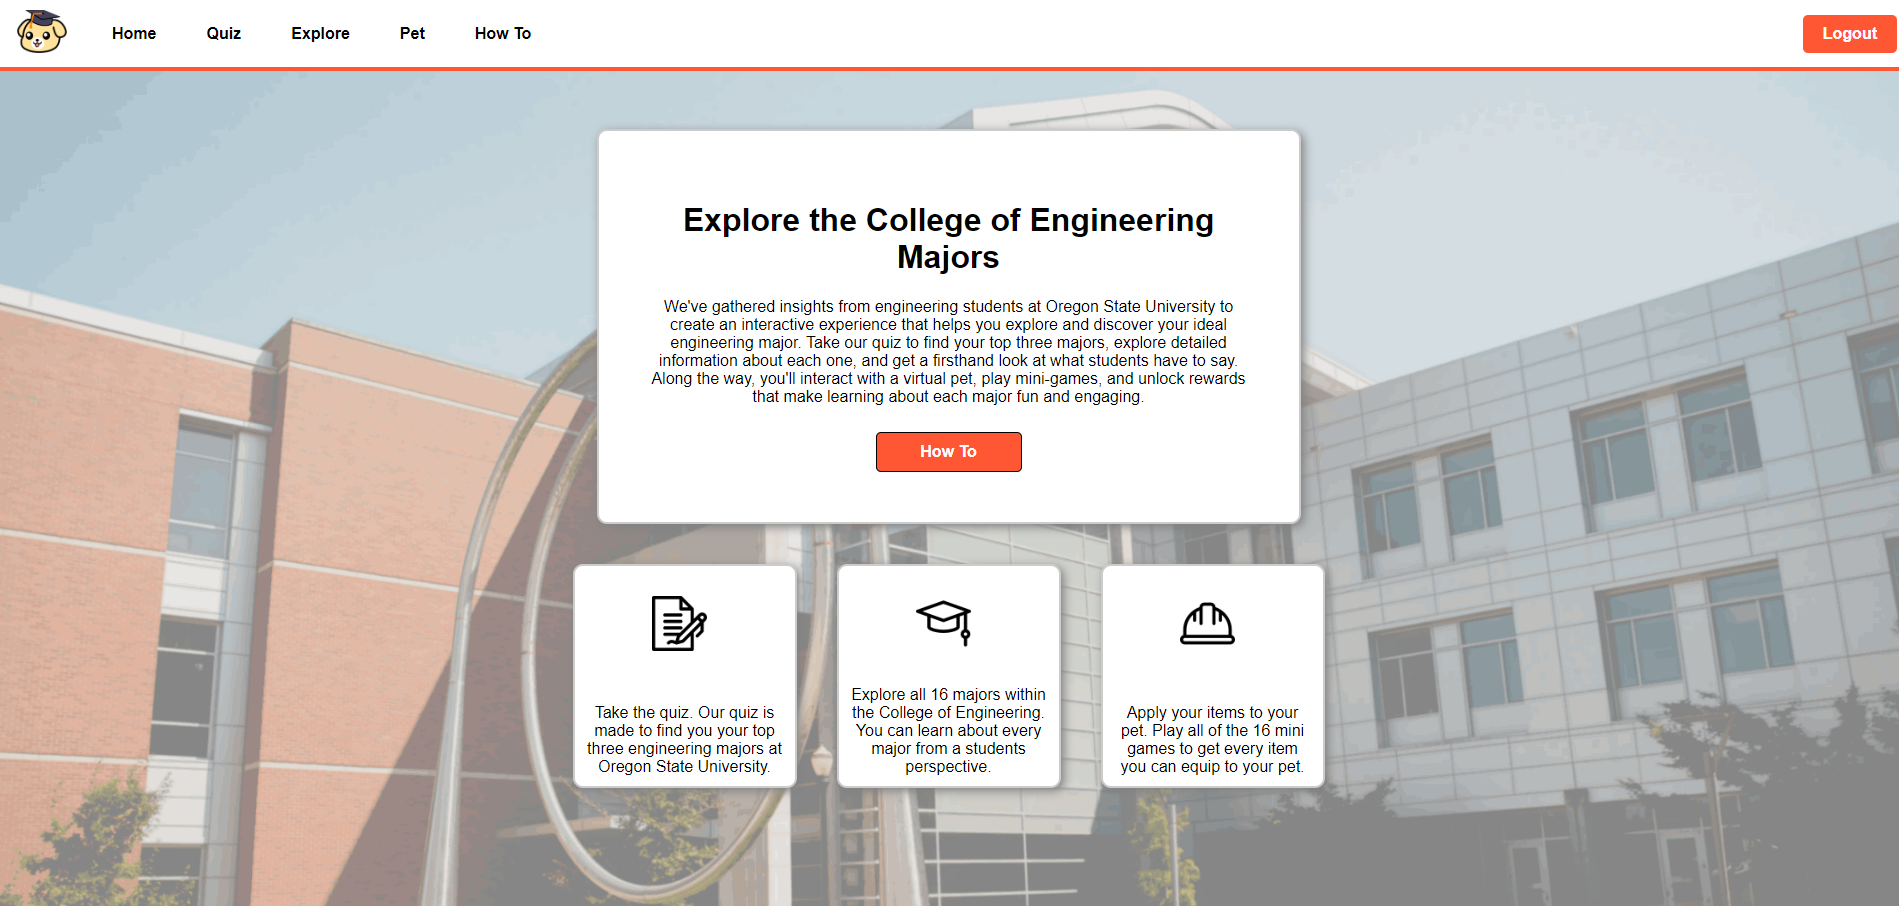 Home Quiz Explore Pet How To Logout
Explore the College of Engineering
Majors
We've gathered insights from engineering students at Oregon State University to
create an interactive experience that helps you explore and discover your ideal
engineering major. Take our quiz to find your top three majors, explore detailed
information about each one, and get a firsthand look at what students have to say.
Along the way, you'll interact with a virtual pet, play mini-games, and unlock rewards
that make learning about each major fun and engaging.
How To
Take the quiz. Our quiz is
made to find you your top
three engineering majors at
Oregon State University.
Explore all 16 majors within
the College of Engineering.
You can learn about every
major from a students
perspective.
Apply your items to your
pet. Play all of the 16 mini
games to get every item
you can equip to your pet.